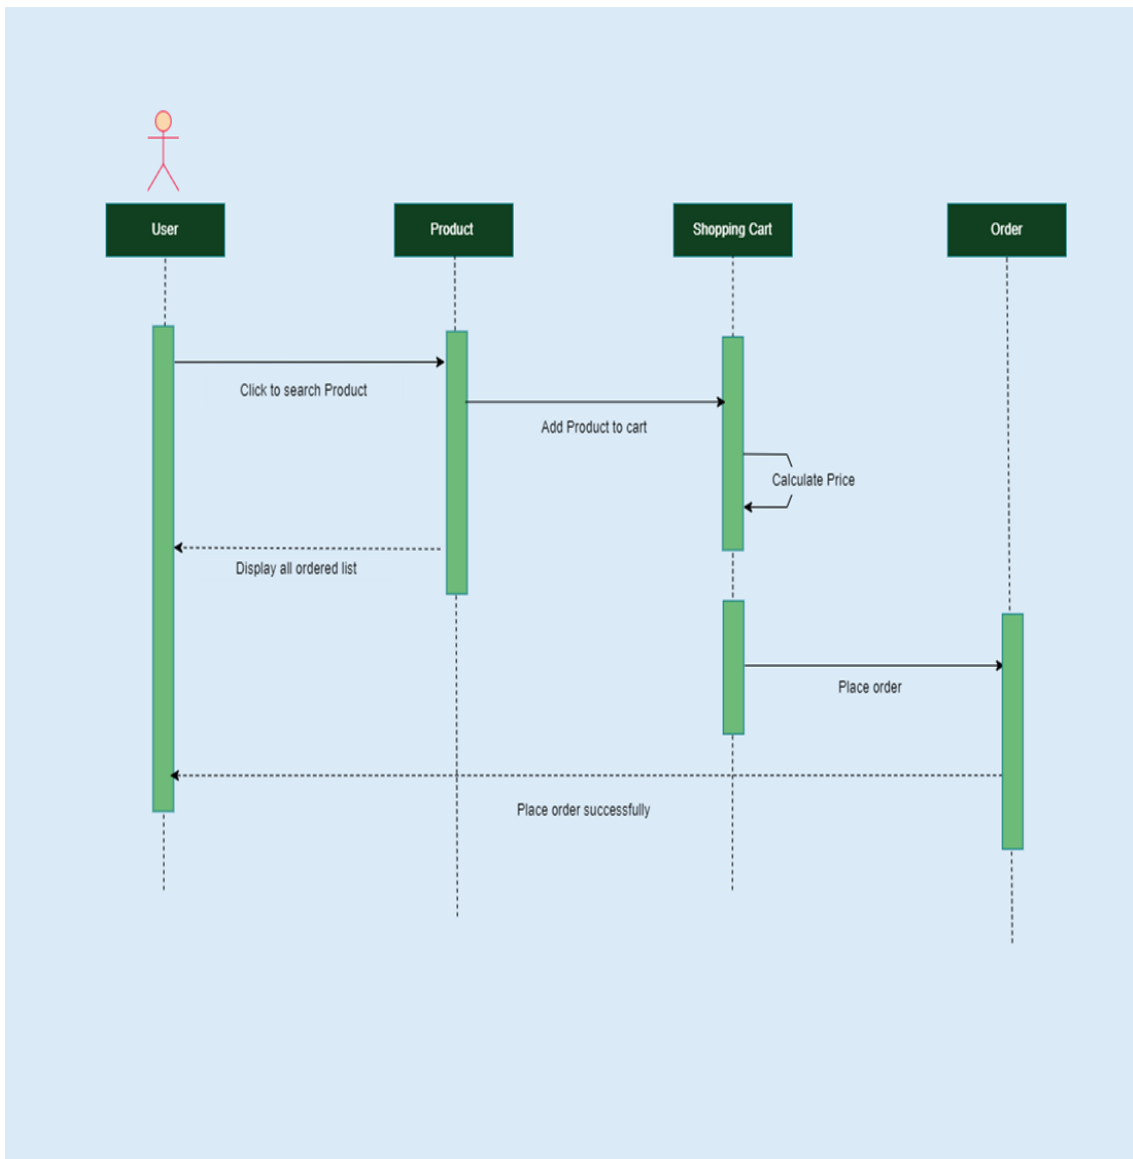 User
Product
Shopping Cart
Order
Click to search Product
Add Product to cart
Calculate Price
Display all ordered list
Place order
Place order successfully